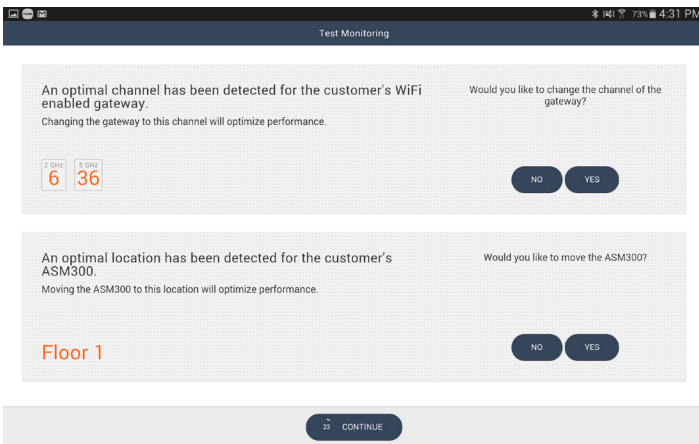 73% 4:31 PM
Test Monitoring
An optimal channel has been detected for the customer's WiFi
enabled gateway.
Changing the gateway to this channel will optimize performance.
Would you like to change the channel of the
gateway?
2 GHz 5 GHz
6 36
NO YES
An optimal location has been detected for the customer's
ASM300.
Moving the ASM300 to this location will optimize performance.
Would you like to move the ASM300?
Floor 1
NO YES
23 CONTINUE